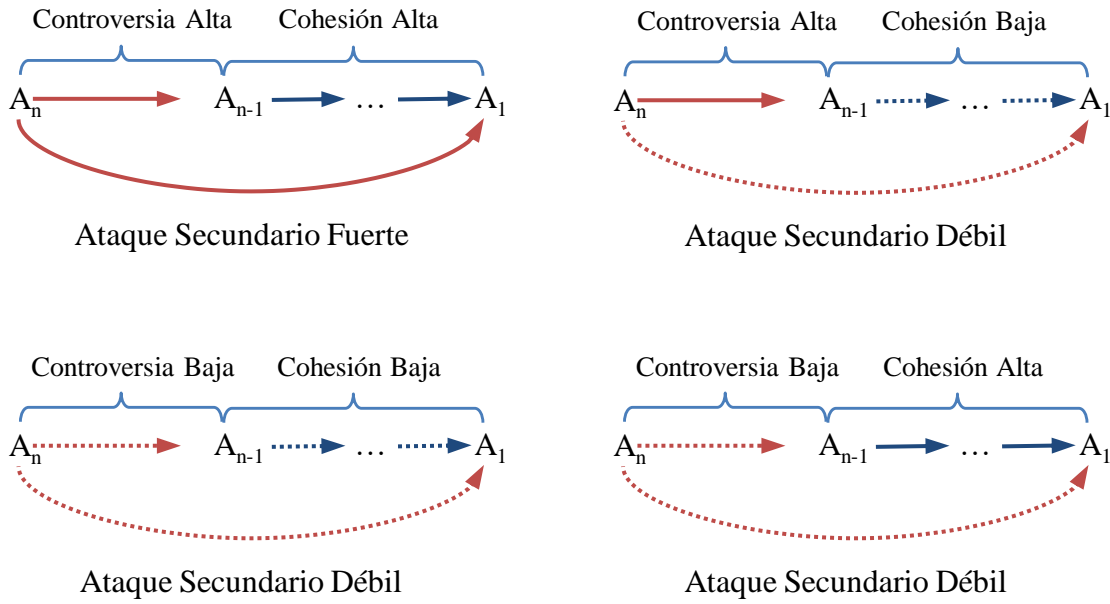 Controversia Alta Cohesión Alta
Aₙ Aₙ₋₁ … A₁
Ataque Secundario Fuerte
Controversia Alta Cohesión Baja
Aₙ Aₙ₋₁ … A₁
Ataque Secundario Débil
Controversia Baja Cohesión Baja
Aₙ Aₙ₋₁ … A₁
Ataque Secundario Débil
Controversia Baja Cohesión Alta
Aₙ Aₙ₋₁ … A₁
Ataque Secundario Débil